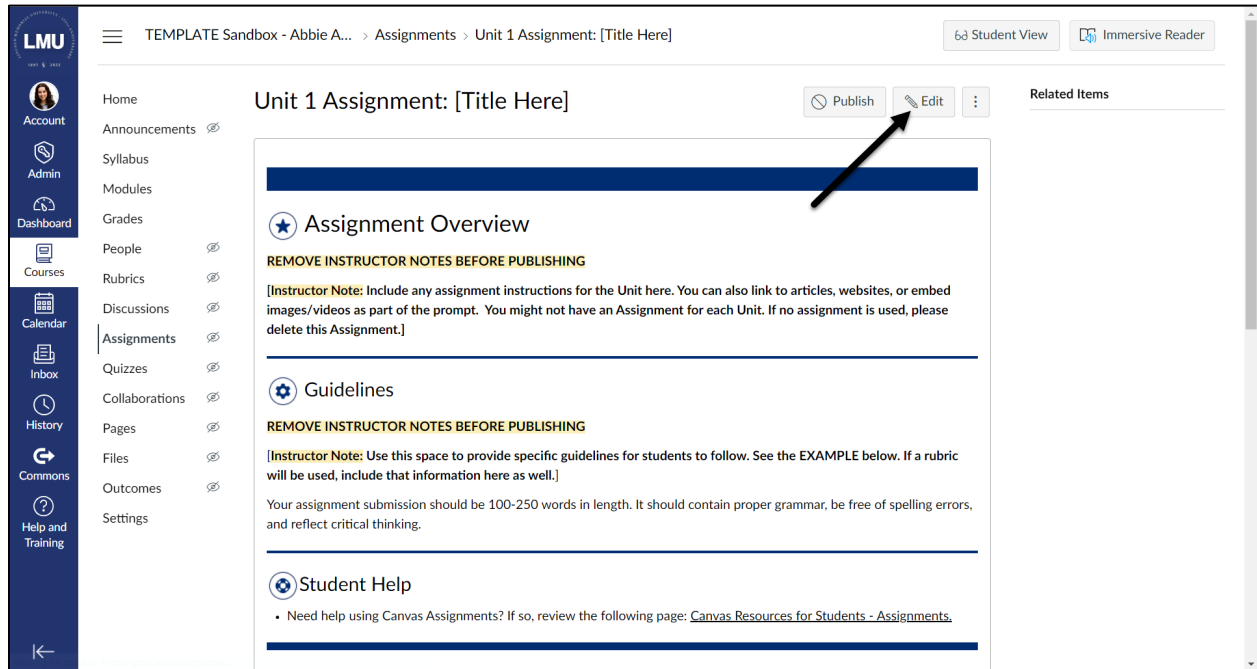 LMU
TEMPLATE Sandbox - Abbie A... > Assignments > Unit 1 Assignment: [Title Here]
Student View
Immersive Reader
Account
Admin
Dashboard
Courses
Calendar
Inbox
History
Commons
Help and
Training
Home
Announcements
Syllabus
Modules
Grades
People
Rubrics
Discussions
Assignments
Quizzes
Collaborations
Pages
Files
Outcomes
Settings
Unit 1 Assignment: [Title Here]
Publish
Edit
Related Items
Assignment Overview
REMOVE INSTRUCTOR NOTES BEFORE PUBLISHING
[Instructor Note: Include any assignment instructions for the Unit here. You can also link to articles, websites, or embed
images/videos as part of the prompt.  You might not have an Assignment for each Unit. If no assignment is used, please
delete this Assignment.]
Guidelines
REMOVE INSTRUCTOR NOTES BEFORE PUBLISHING
[Instructor Note: Use this space to provide specific guidelines for students to follow. See the EXAMPLE below. If a rubric
will be used, include that information here as well.]
Your assignment submission should be 100-250 words in length. It should contain proper grammar, be free of spelling errors,
and reflect critical thinking.
Student Help
• Need help using Canvas Assignments? If so, review the following page: Canvas Resources for Students - Assignments.